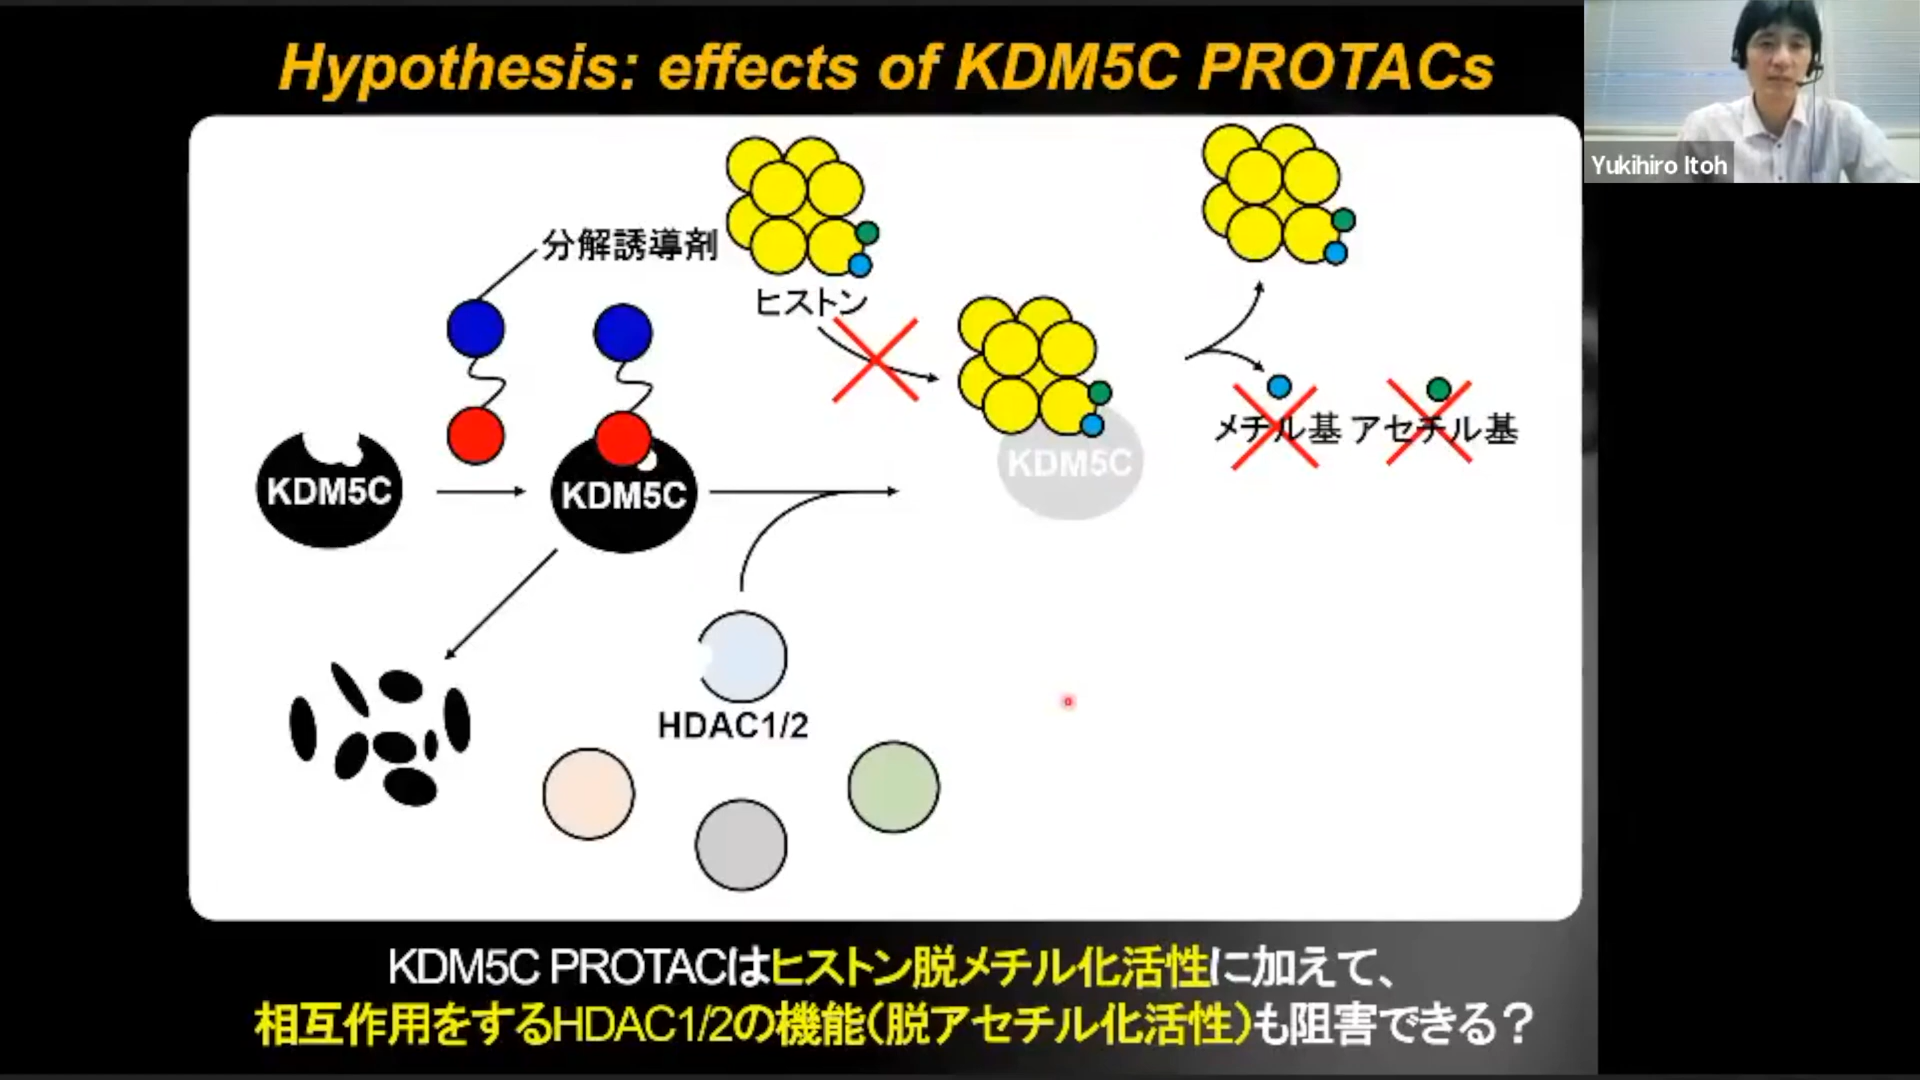 Hypothesis: effects of KDM5C PROTACs
Yukihiro Itoh
分解誘導剤
ヒストン
メチル基 アセチル基
KDM5C
KDM5C
KDM5C
HDAC1/2
KDM5C PROTACはヒストン脱メチル化活性に加えて、
相互作用をするHDAC1/2の機能（脱アセチル化活性）も阻害できる？